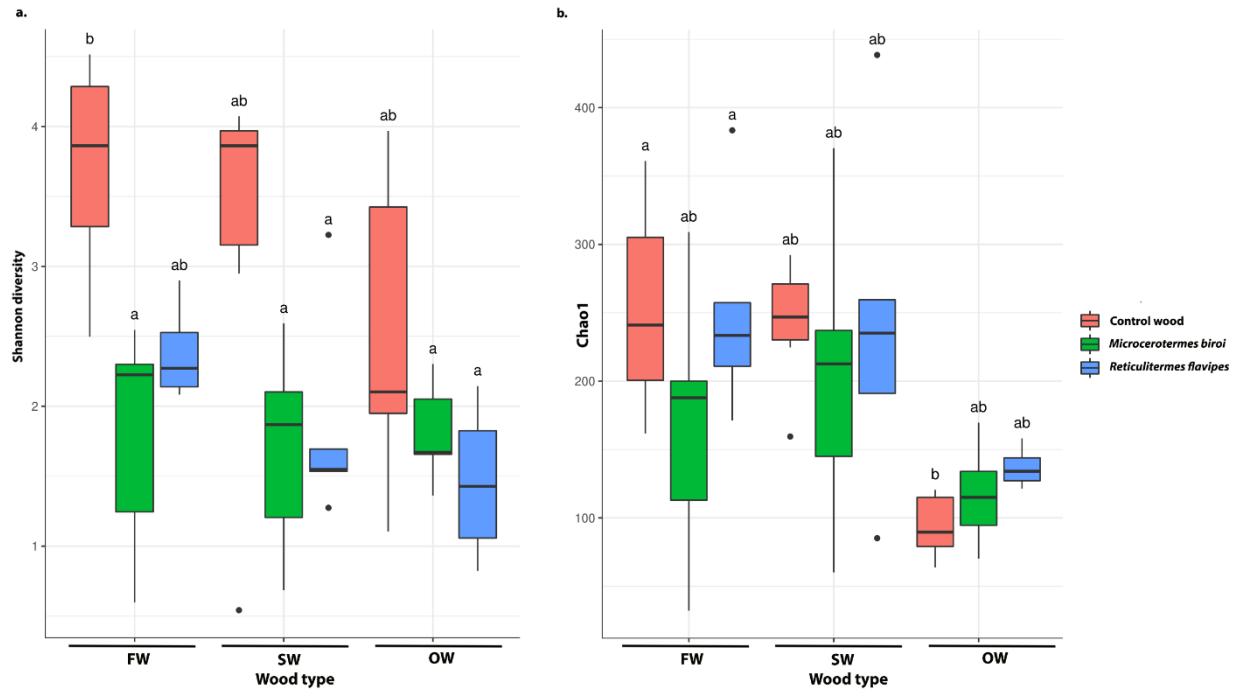 a.
Shannon diversity
4
3
2
1
b
a
ab
ab
a
a
ab
a
a
FW
SW
OW
Wood type
b.
Chao1
400
300
200
100
a
ab
a
ab
ab
ab
b
ab
ab
FW
SW
OW
Wood type
Control wood
Microcerotermes biroi
Reticulitermes flavipes